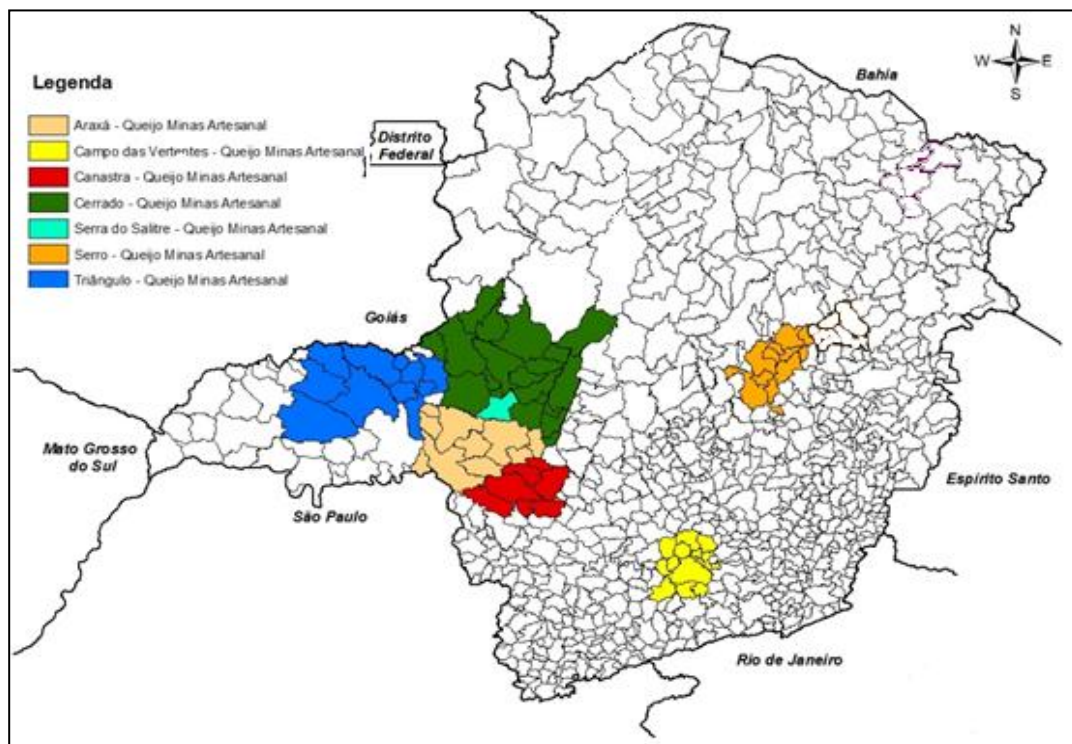 Legenda
Araxá - Queijo Minas Artesanal
Campo das Vertentes - Queijo Minas Artesanal
Canastra - Queijo Minas Artesanal
Cerrado - Queijo Minas Artesanal
Serra do Salitre - Queijo Minas Artesanal
Serro - Queijo Minas Artesanal
Triângulo - Queijo Minas Artesanal
N
W
E
S
Bahia
Distrito
Federal
Goiás
Mato Grosso
do Sul
São Paulo
Espírito Santo
Rio de Janeiro